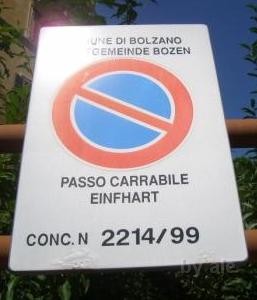 UNE DI BOLZANO
GEMEINDE BOZEN
PASSO CARRABILE
EINFHART
CONC. N 2214/99
by ale